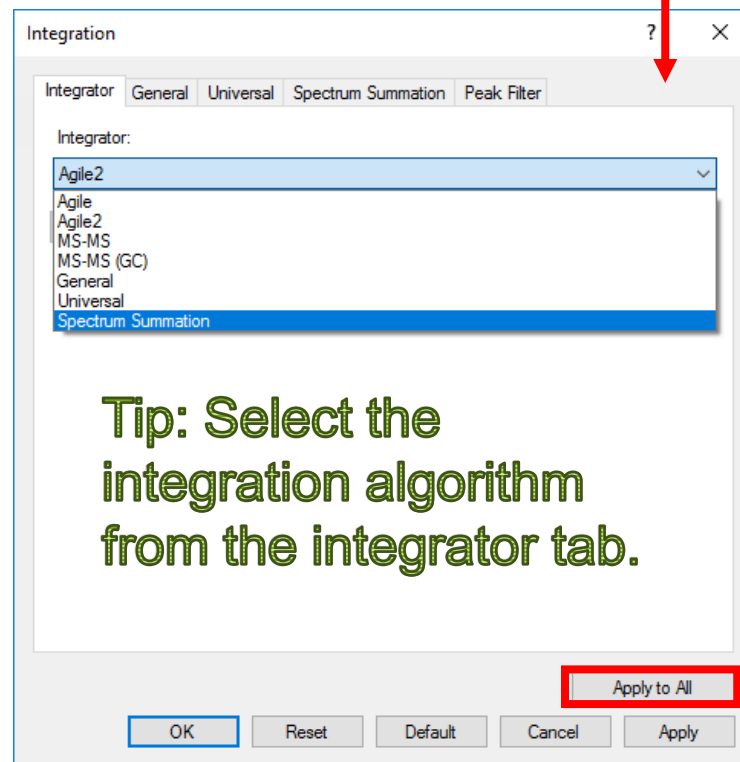 Integration ? ×
Integrator General Universal Spectrum Summation Peak Filter
Integrator:
Agile2
Agile
Agile2
MS-MS
MS-MS (GC)
General
Universal
Spectrum Summation
Tip: Select the
integration algorithm
from the integrator tab.
Apply to All
OK Reset Default Cancel Apply